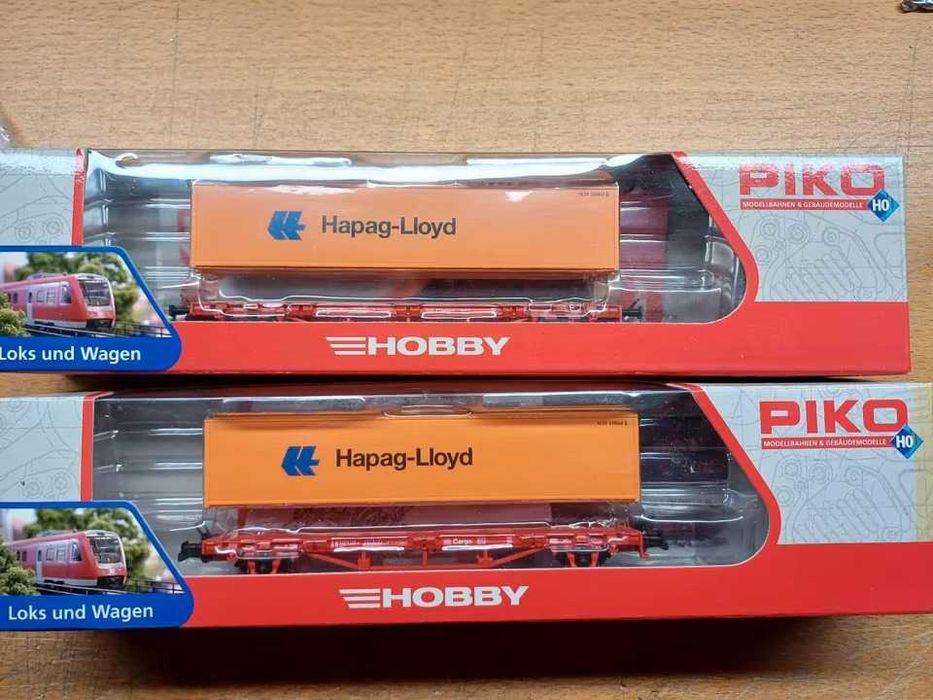 PIKO
MODELLBAHNEN & GEBÄUDEMODELLE
H0
Hapag-Lloyd
Loks und Wagen
HOBBY
PIKO
MODELLBAHNEN & GEBÄUDEMODELLE
H0
Hapag-Lloyd
Cargo
Loks und Wagen
HOBBY